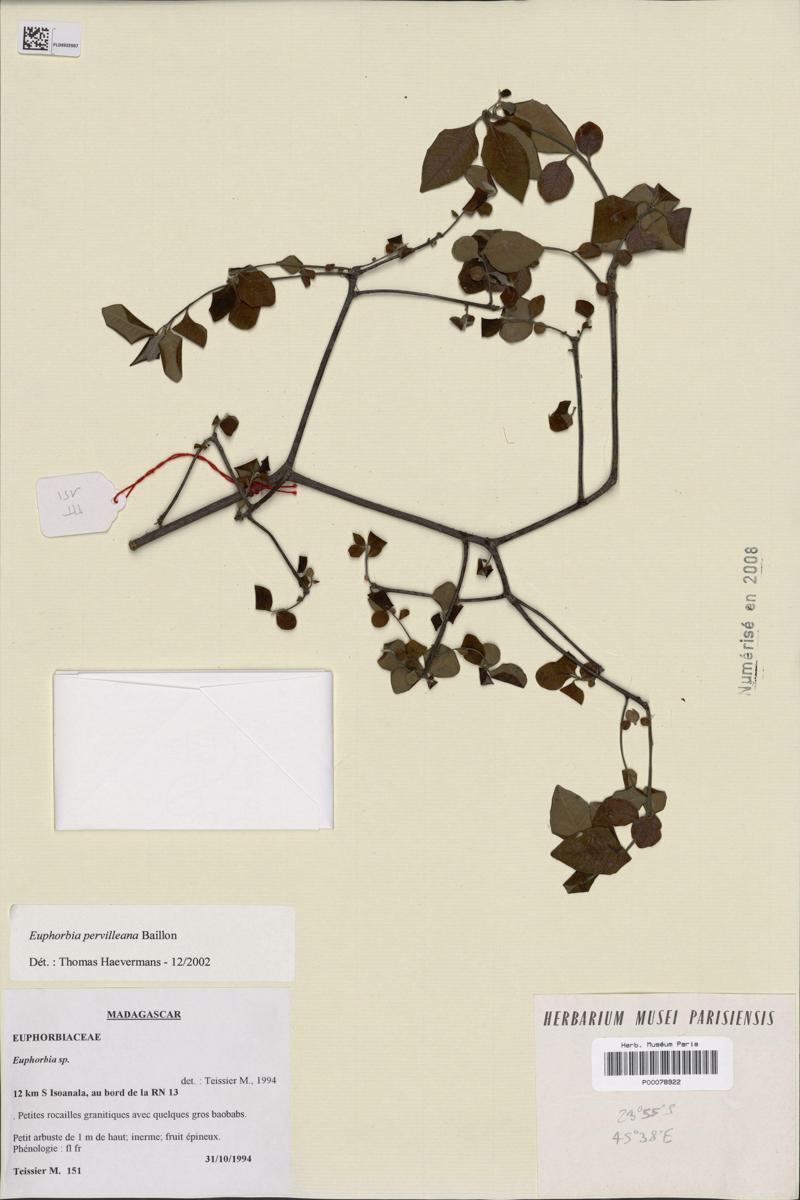 PL04922567
151
TTT
Numérisé en 2008
Euphorbia pervilleana Baillon
Dét. : Thomas Haevermans - 12/2002
MADAGASCAR
EUPHORBIACEAE
Euphorbia sp.
det. : Teissier M., 1994
12 km S Isoanala, au bord de la RN 13
. Petites rocailles granitiques avec quelques gros baobabs.
Petit arbuste de 1 m de haut; inerme; fruit épineux.
Phénologie : fl fr
31/10/1994
Teissier M. 151
HERBARIUM MUSEI PARISIENSIS
Herb. Muséum Paris
P00078922
23°55'S
45°38'E